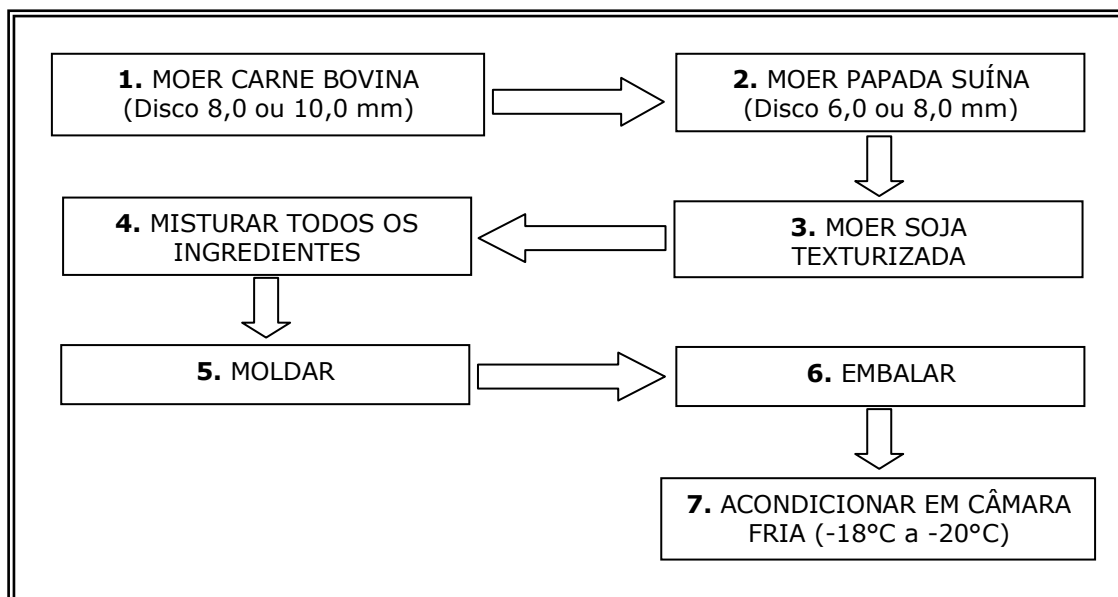 1. MOER CARNE BOVINA
(Disco 8,0 ou 10,0 mm)
2. MOER PAPADA SUÍNA
(Disco 6,0 ou 8,0 mm)
3. MOER SOJA
TEXTURIZADA
4. MISTURAR TODOS OS
INGREDIENTES
5. MOLDAR
6. EMBALAR
7. ACONDICIONAR EM CÂMARA
FRIA (-18°C a -20°C)